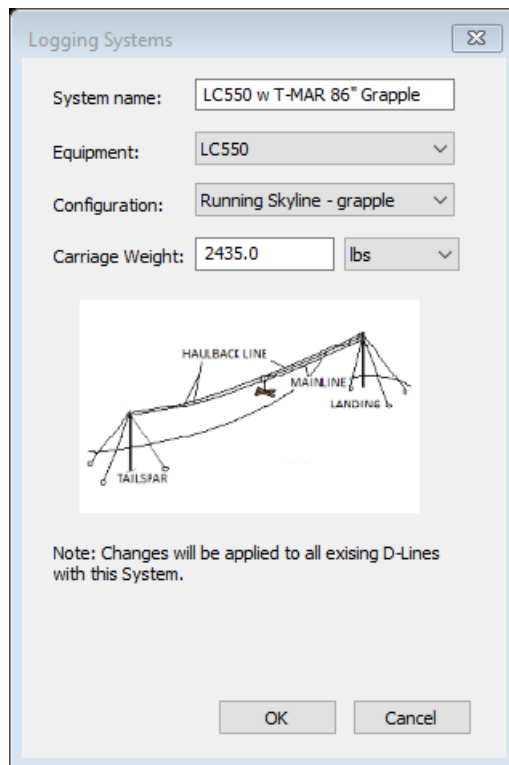 Logging Systems
System name: LC550 w T-MAR 86" Grapple
Equipment: LC550
Configuration: Running Skyline - grapple
Carriage Weight: 2435.0 lbs
HAULBACK LINE
MAINLINE
LANDING
TAILSPAR
Note: Changes will be applied to all exising D-Lines
with this System.
OK Cancel